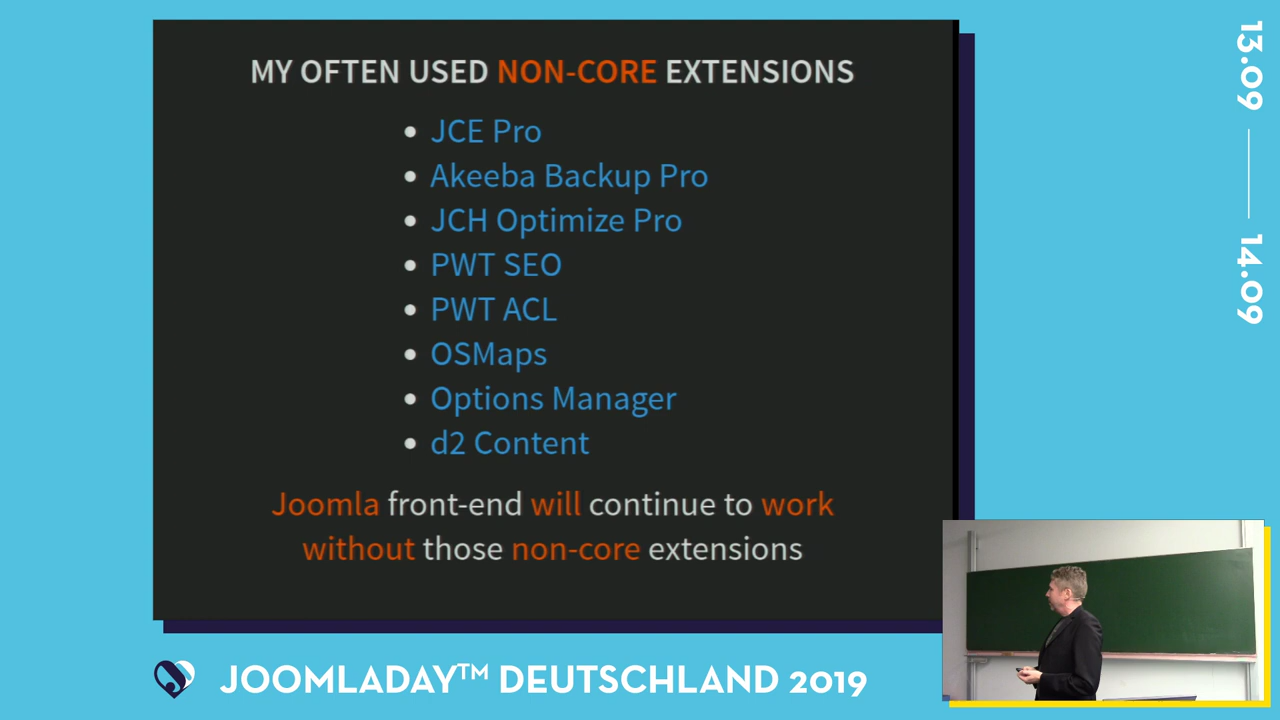 MY OFTEN USED NON-CORE EXTENSIONS
JCE Pro
Akeeba Backup Pro
JCH Optimize Pro
PWT SEO
PWT ACL
OSMaps
Options Manager
d2 Content
Joomla front-end will continue to work
without those non-core extensions
JOOMLADAY™ DEUTSCHLAND 2019
13.09
14.09